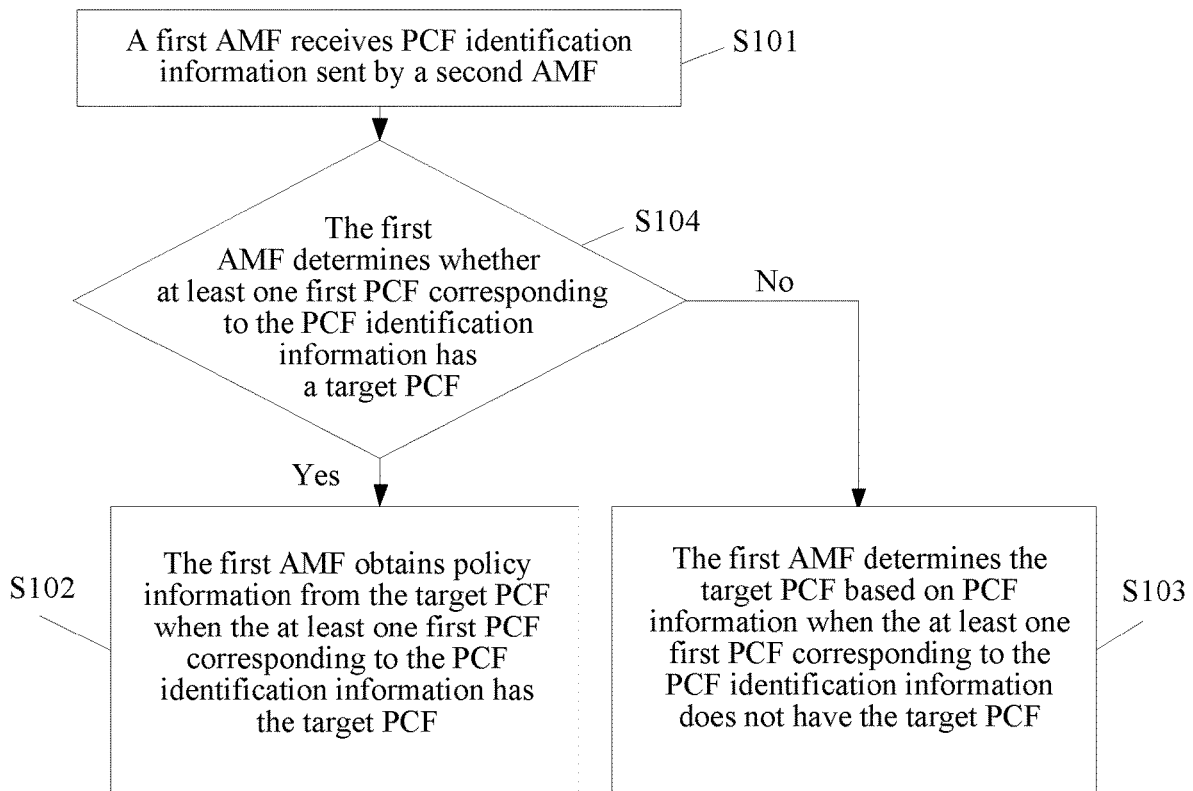 A first AMF receives PCF identification
information sent by a second AMF
S101
The first
AMF determines whether
at least one first PCF corresponding
to the PCF identification
information has
a target PCF
S104
No
Yes
The first AMF obtains policy
information from the target PCF
when the at least one first PCF
corresponding to the PCF
identification information has
the target PCF
S102
The first AMF determines the
target PCF based on PCF
information when the at least one
first PCF corresponding to the
PCF identification information
does not have the target PCF
S103